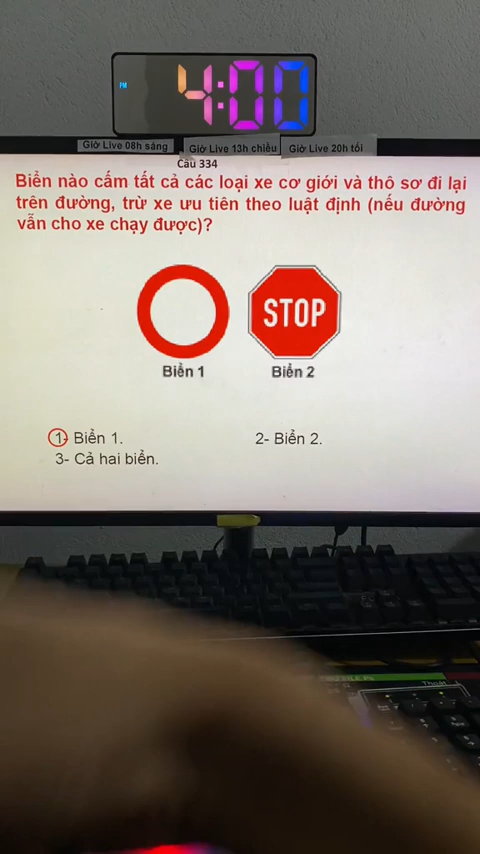 PM 4:00
Giờ Live 08h sáng Giờ Live 13h chiều Giờ Live 20h tối
Câu 334
Biển nào cấm tất cả các loại xe cơ giới và thô sơ đi lại
trên đường, trừ xe ưu tiên theo luật định (nếu đường
vẫn cho xe chạy được)?
STOP
Biển 1 Biển 2
1- Biển 1. 2- Biển 2.
3- Cả hai biển.
Thoát